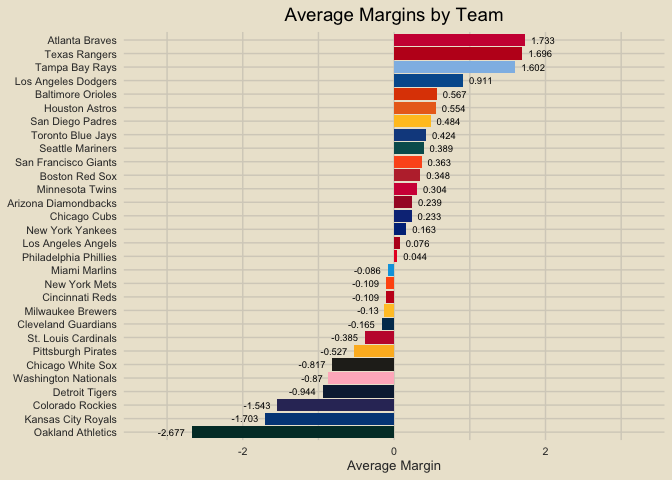 Average Margins by Team
Atlanta Braves 1.733
Texas Rangers 1.696
Tampa Bay Rays 1.602
Los Angeles Dodgers 0.911
Baltimore Orioles 0.567
Houston Astros 0.554
San Diego Padres 0.484
Toronto Blue Jays 0.424
Seattle Mariners 0.389
San Francisco Giants 0.363
Boston Red Sox 0.348
Minnesota Twins 0.304
Arizona Diamondbacks 0.239
Chicago Cubs 0.233
New York Yankees 0.163
Los Angeles Angels 0.076
Philadelphia Phillies 0.044
Miami Marlins -0.086
New York Mets -0.109
Cincinnati Reds -0.109
Milwaukee Brewers -0.13
Cleveland Guardians -0.165
St. Louis Cardinals -0.385
Pittsburgh Pirates -0.527
Chicago White Sox -0.817
Washington Nationals -0.87
Detroit Tigers -0.944
Colorado Rockies -1.543
Kansas City Royals -1.703
Oakland Athletics -2.677
-2 0 2
Average Margin